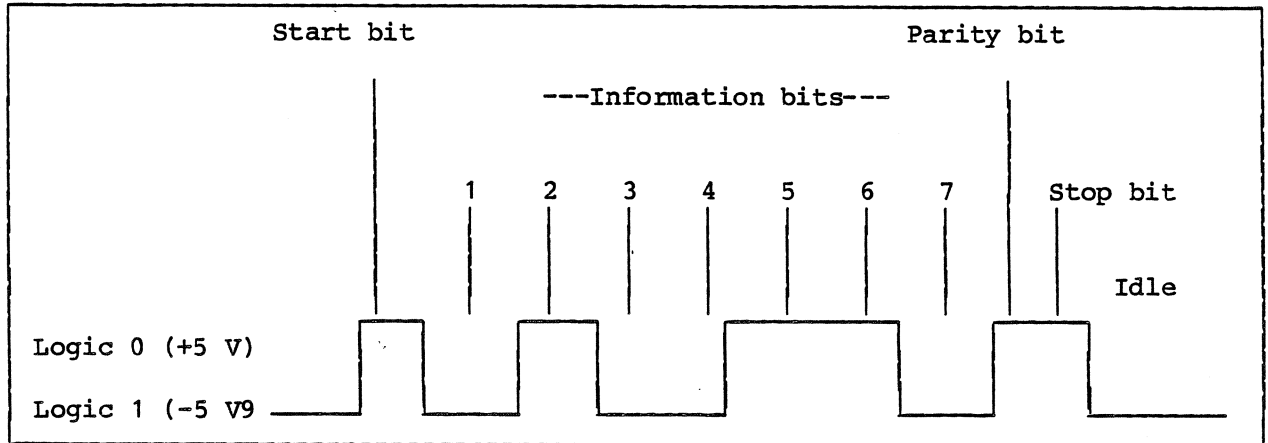 Start bit Parity bit
---Information bits---
1 2 3 4 5 6 7 Stop bit
Idle
Logic 0 (+5 V)
Logic 1 (-5 V9